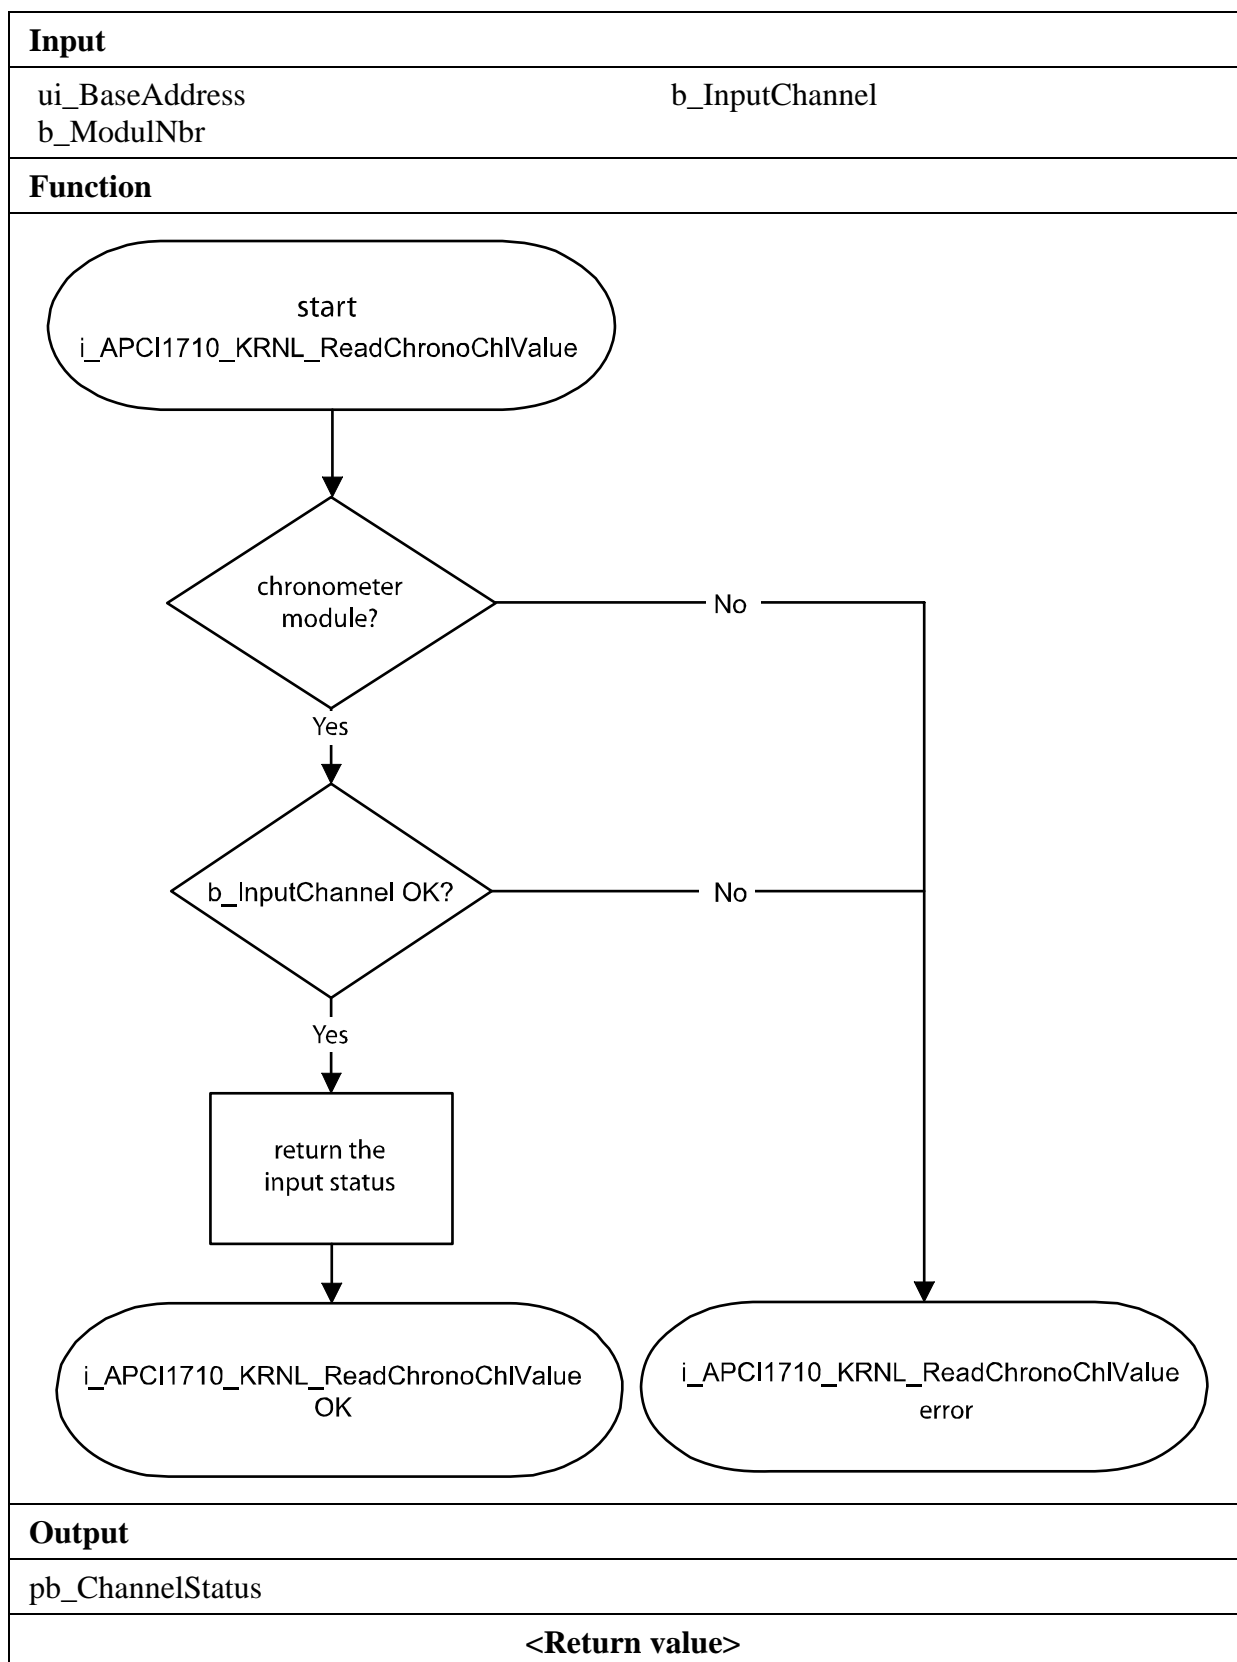 Input
ui_BaseAddress b_InputChannel
b_ModulNbr
Function
start
i_APCI1710_KRNL_ReadChronoChlValue
chronometer
module?
No
Yes
b_InputChannel OK?
No
Yes
return the
input status
i_APCI1710_KRNL_ReadChronoChlValue
OK
i_APCI1710_KRNL_ReadChronoChlValue
error
Output
pb_ChannelStatus
<Return value>